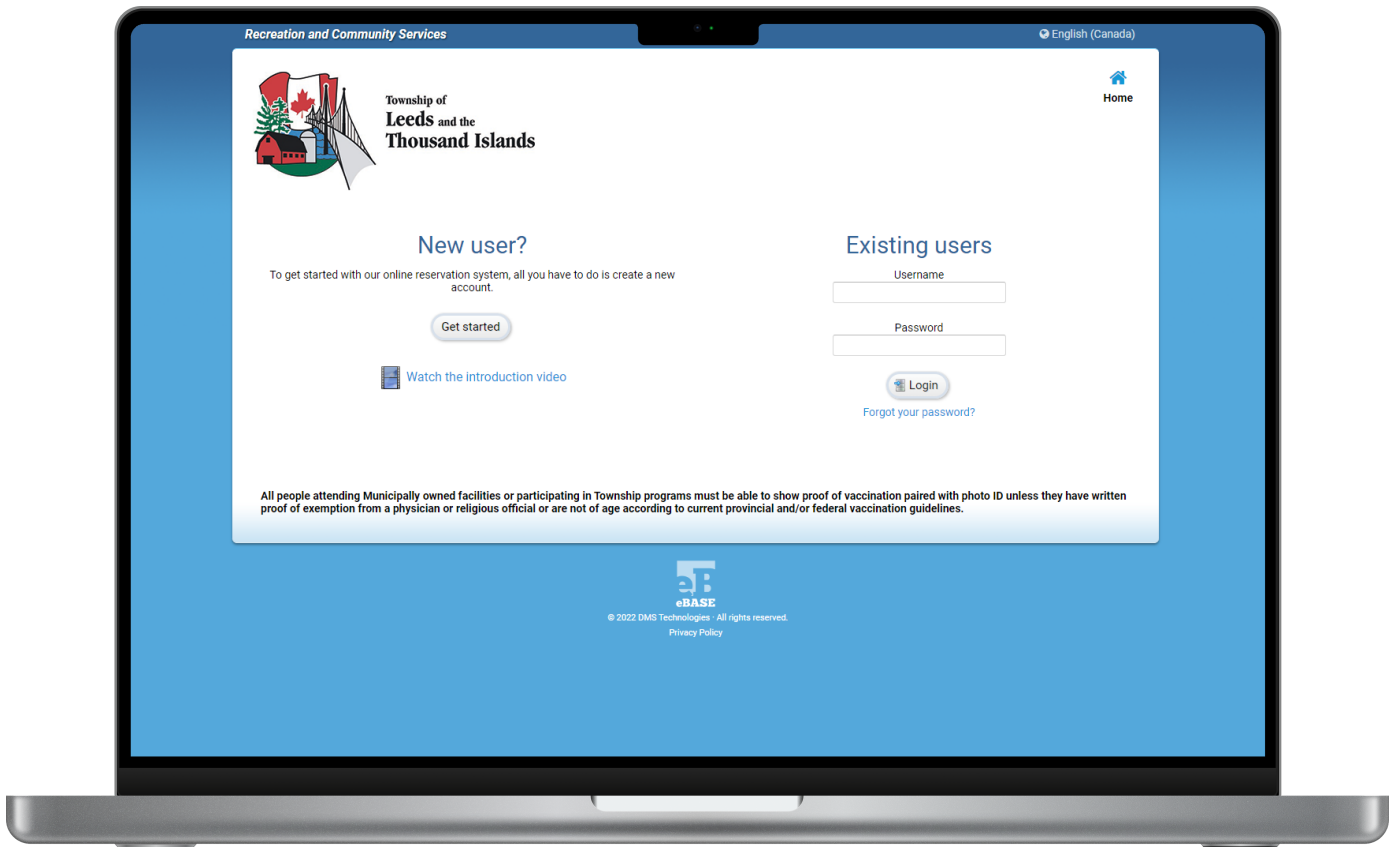 Recreation and Community Services
English (Canada)
Home
Township of
Leeds and the
Thousand Islands
New user?
To get started with our online reservation system, all you have to do is create a new
account.
Get started
Watch the introduction video
Existing users
Username
Password
Login
Forgot your password?
All people attending Municipally owned facilities or participating in Township programs must be able to show proof of vaccination paired with photo ID unless they have written
proof of exemption from a physician or religious official or are not of age according to current provincial and/or federal vaccination guidelines.
eB
eBASE
© 2022 DMS Technologies · All rights reserved.
Privacy Policy